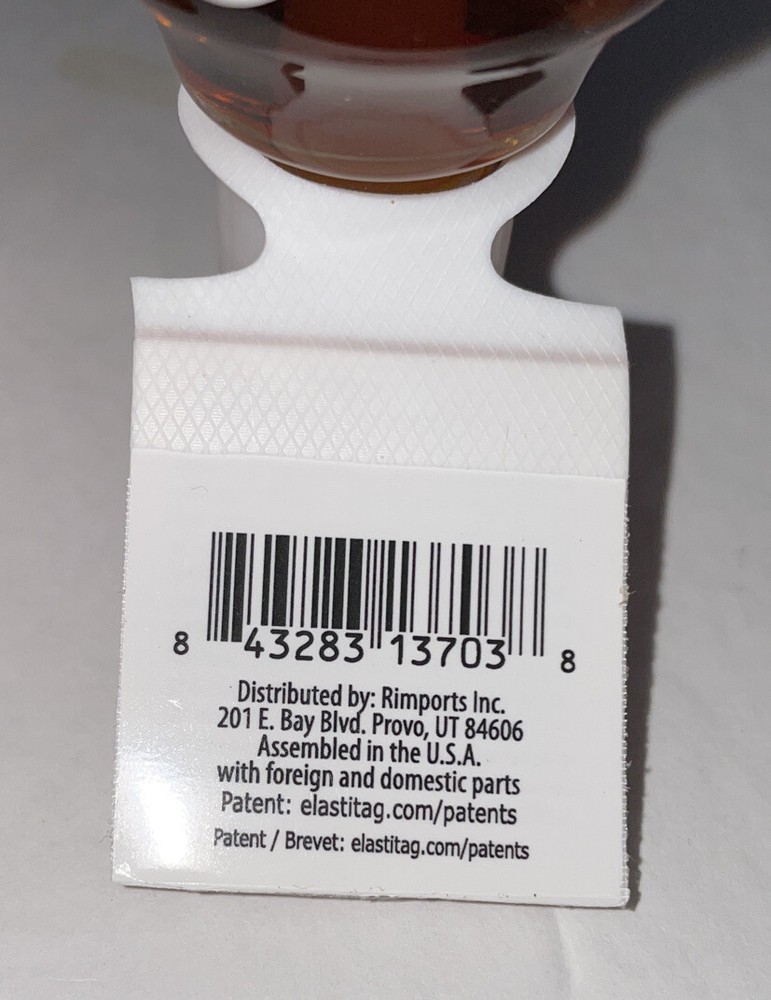 8 43283 13703 8
Distributed by: Rimports Inc.
201 E. Bay Blvd. Provo, UT 84606
Assembled in the U.S.A.
with foreign and domestic parts
Patent: elastitag.com/patents
Patent / Brevet: elastitag.com/patents